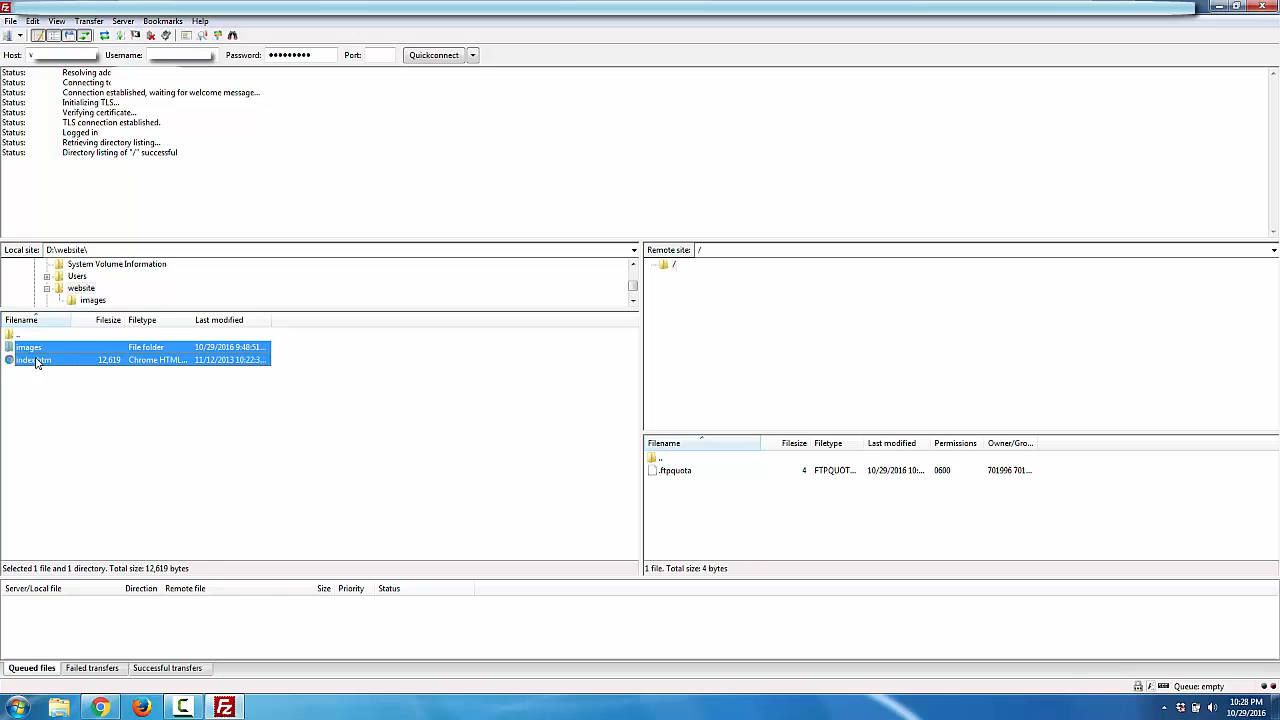 File Edit View Transfer Server Bookmarks Help
Host: Username: Password: ●●●●●●●●● Port: Quickconnect
Status: Resolving add
Status: Connecting to
Status: Connection established, waiting for welcome message...
Status: Initializing TLS...
Status: Verifying certificate...
Status: TLS connection established.
Status: Logged in
Status: Retrieving directory listing...
Status: Directory listing of "/" successful
Local site: D:\website\
System Volume Information
Users
website
images
Filename Filesize Filetype Last modified
..
images File folder 10/29/2016 9:48:51...
12,619 Chrome HTML... 11/12/2013 10:22:3...
Selected 1 file and 1 directory. Total size: 12,619 bytes
Remote site: /
/
Filename Filesize Filetype Last modified Permissions Owner/Gro...
..
.ftpquota 4 FTPQUOT... 10/29/2016 10:... 0600 701996 701...
1 file. Total size: 4 bytes
Server/Local file Direction Remote file Size Priority Status
Queued files Failed transfers Successful transfers
Queue: empty
10:28 PM
10/29/2016